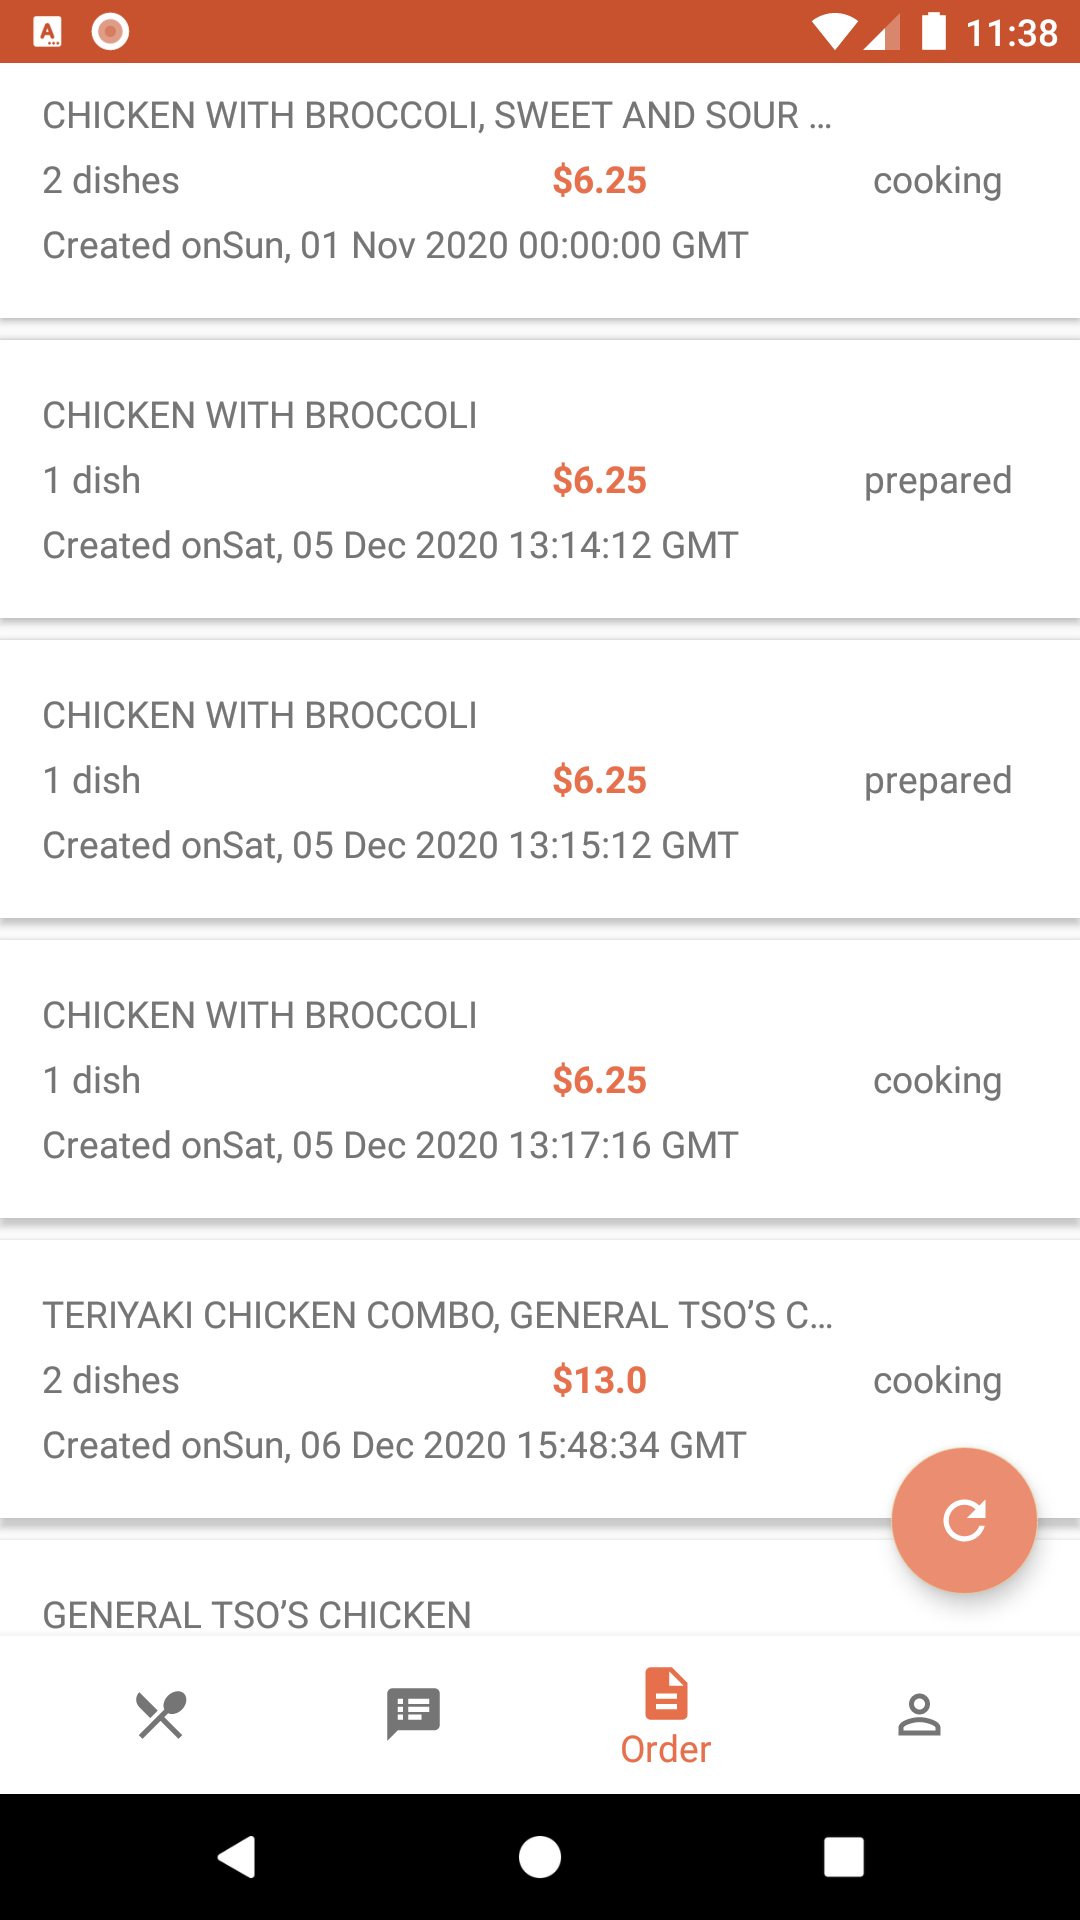 11:38
CHICKEN WITH BROCCOLI, SWEET AND SOUR ...
2 dishes $6.25 cooking
Created onSun, 01 Nov 2020 00:00:00 GMT
CHICKEN WITH BROCCOLI
1 dish $6.25 prepared
Created onSat, 05 Dec 2020 13:14:12 GMT
CHICKEN WITH BROCCOLI
1 dish $6.25 prepared
Created onSat, 05 Dec 2020 13:15:12 GMT
CHICKEN WITH BROCCOLI
1 dish $6.25 cooking
Created onSat, 05 Dec 2020 13:17:16 GMT
TERIYAKI CHICKEN COMBO, GENERAL TSO’S C...
2 dishes $13.0 cooking
Created onSun, 06 Dec 2020 15:48:34 GMT
GENERAL TSO’S CHICKEN
Order